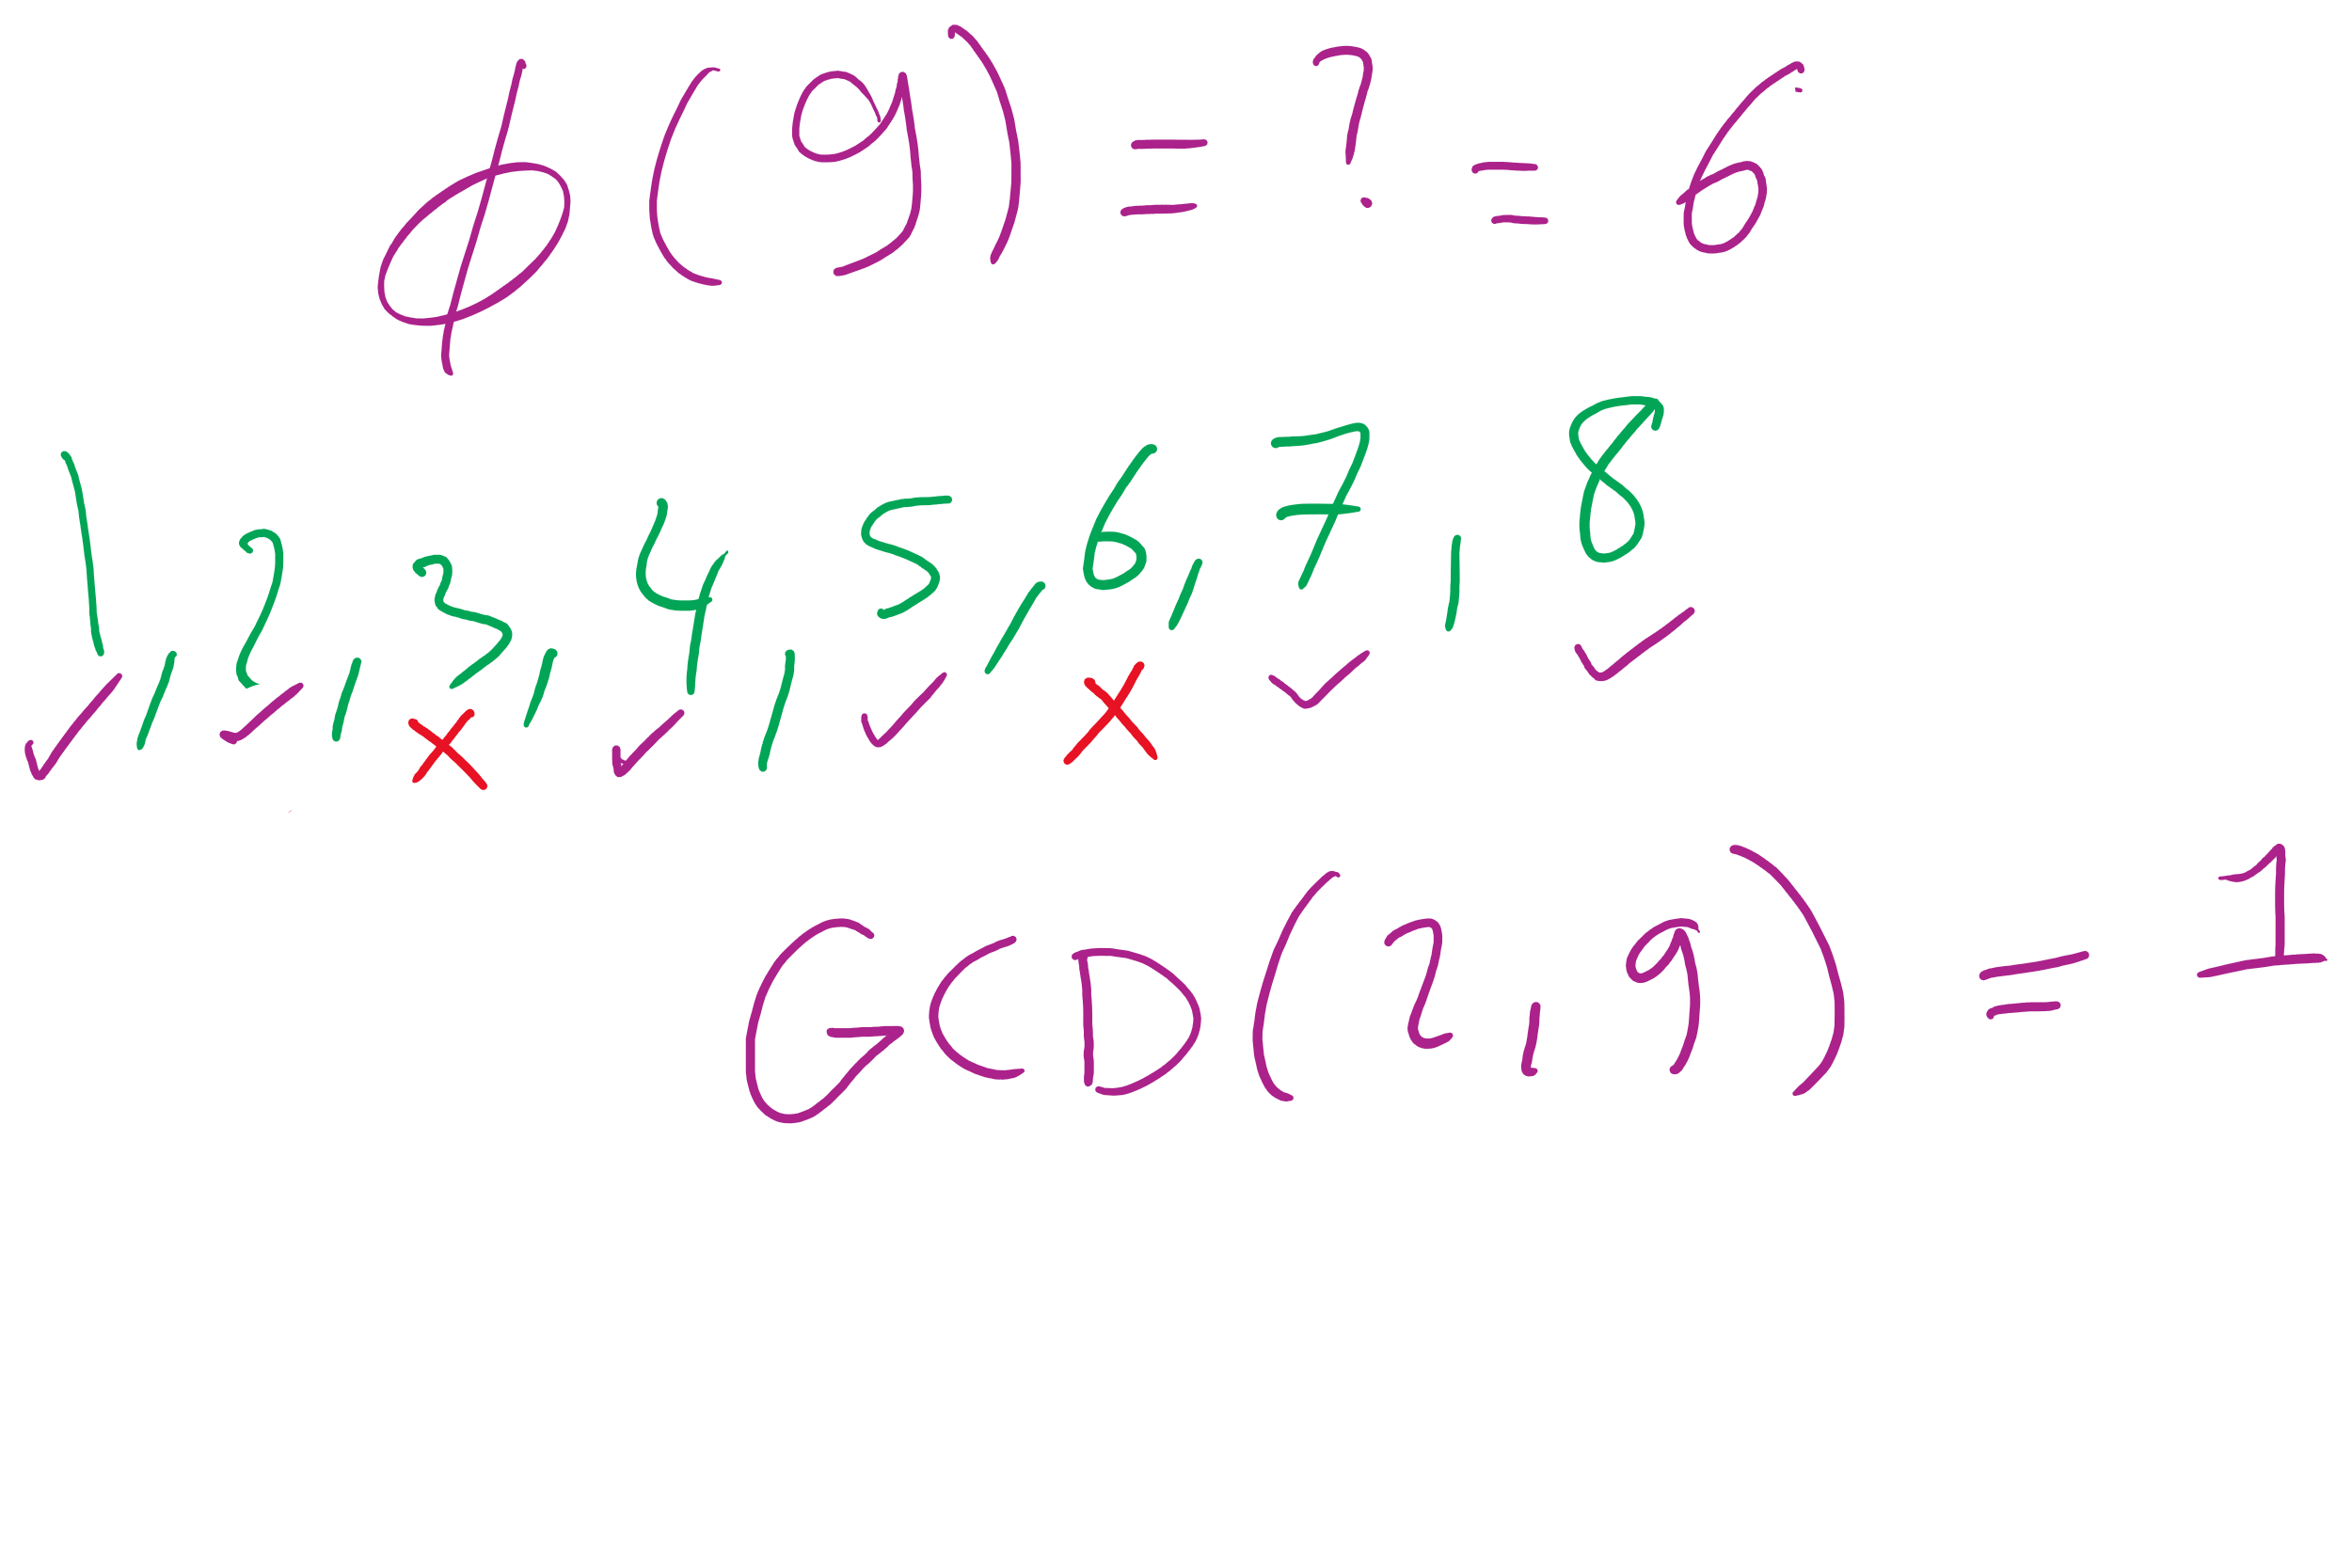 ϕ(9) = ? = 6
1, 2, 3, 4, 5, 6, 7, 8
✓ ✓ ✗ ✓ ✓ ✗ ✓ ✓
GCD(2, 9) = 1